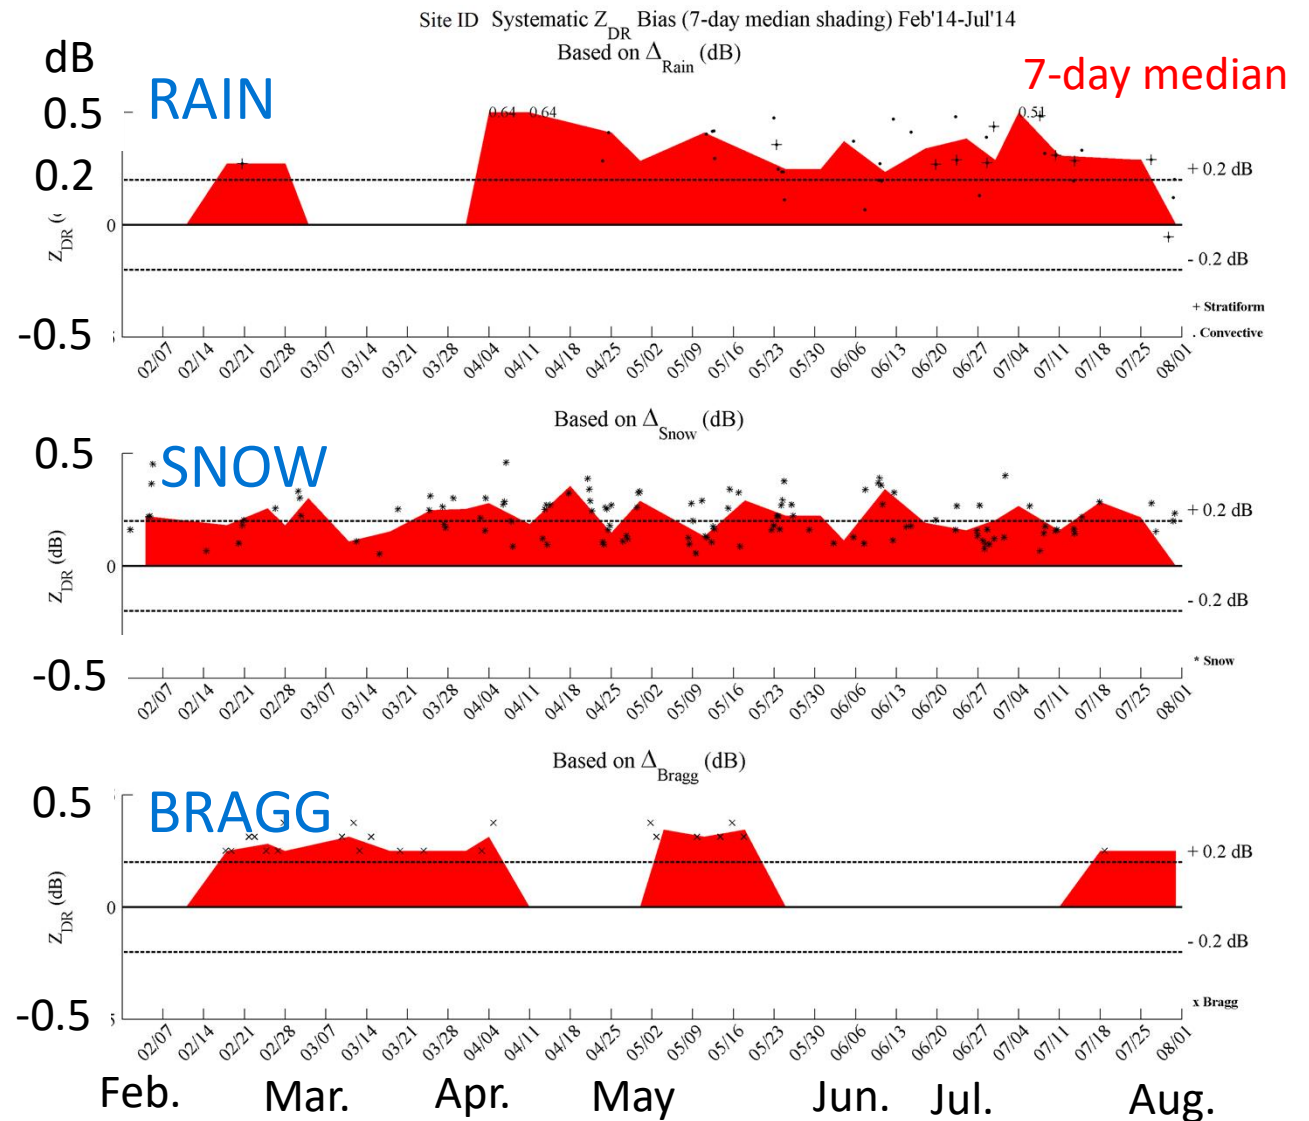 Site ID Systematic Z_DR Bias (7-day median shading) Feb'14-Jul'14
Based on Δ_Rain (dB)
dB
RAIN
7-day median
0.5
0.64 0.64 0.51
0.2
+ 0.2 dB
0
Z_DR (
- 0.2 dB
+ Stratiform
. Convective
-0.5
02/07 02/14 02/21 02/28 03/07 03/14 03/21 03/28 04/04 04/11 04/18 04/25 05/02 05/09 05/16 05/23 05/30 06/06 06/13 06/20 06/27 07/04 07/11 07/18 07/25 08/01
Based on Δ_Snow (dB)
0.5
SNOW
+ 0.2 dB
0
Z_DR (dB)
- 0.2 dB
* Snow
-0.5
02/07 02/14 02/21 02/28 03/07 03/14 03/21 03/28 04/04 04/11 04/18 04/25 05/02 05/09 05/16 05/23 05/30 06/06 06/13 06/20 06/27 07/04 07/11 07/18 07/25 08/01
Based on Δ_Bragg (dB)
0.5
BRAGG
+ 0.2 dB
0
Z_DR (dB)
- 0.2 dB
x Bragg
-0.5
02/07 02/14 02/21 02/28 03/07 03/14 03/21 03/28 04/04 04/11 04/18 04/25 05/02 05/09 05/16 05/23 05/30 06/06 06/13 06/20 06/27 07/04 07/11 07/18 07/25 08/01
Feb. Mar. Apr. May Jun. Jul. Aug.